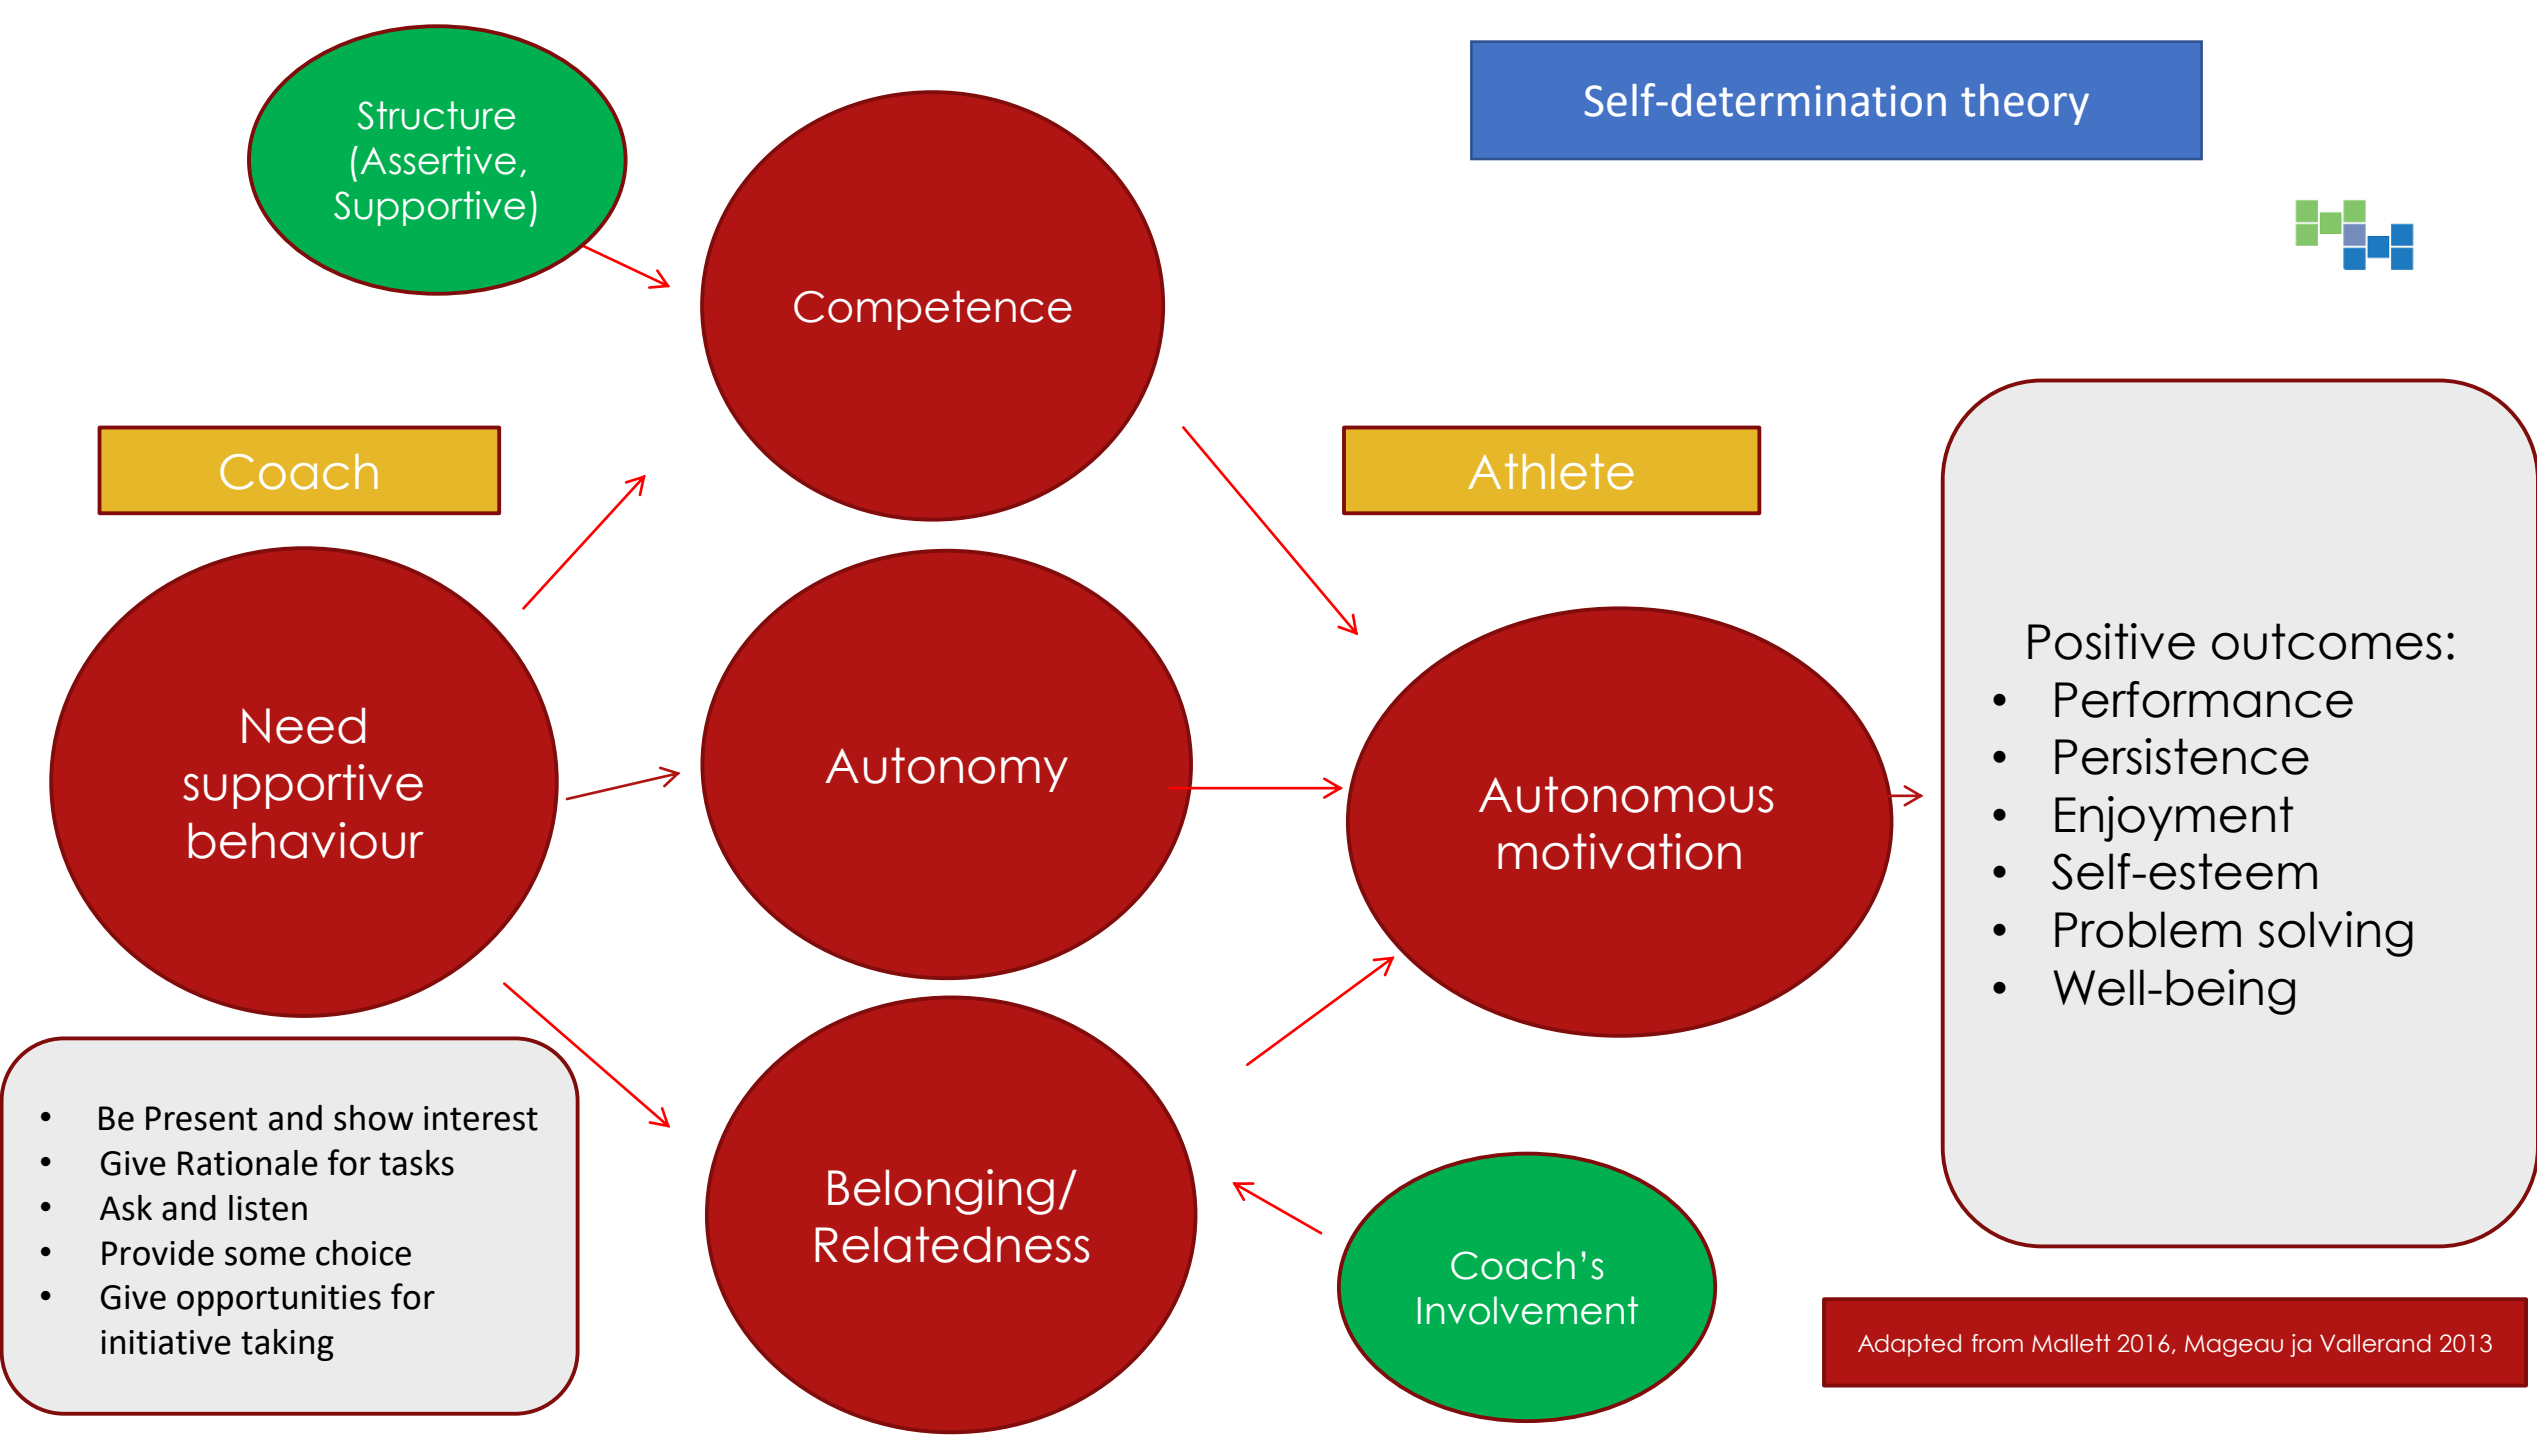 Self-determination theory
Structure
(Assertive,
Supportive)
Competence
Coach
Athlete
Need
supportive
behaviour
Autonomy
Autonomous
motivation
Positive outcomes:
• Performance
• Persistence
• Enjoyment
• Self-esteem
• Problem solving
• Well-being
• Be Present and show interest
• Give Rationale for tasks
• Ask and listen
• Provide some choice
• Give opportunities for
initiative taking
Belonging/
Relatedness
Coach’s
Involvement
Adapted from Mallett 2016, Mageau ja Vallerand 2013